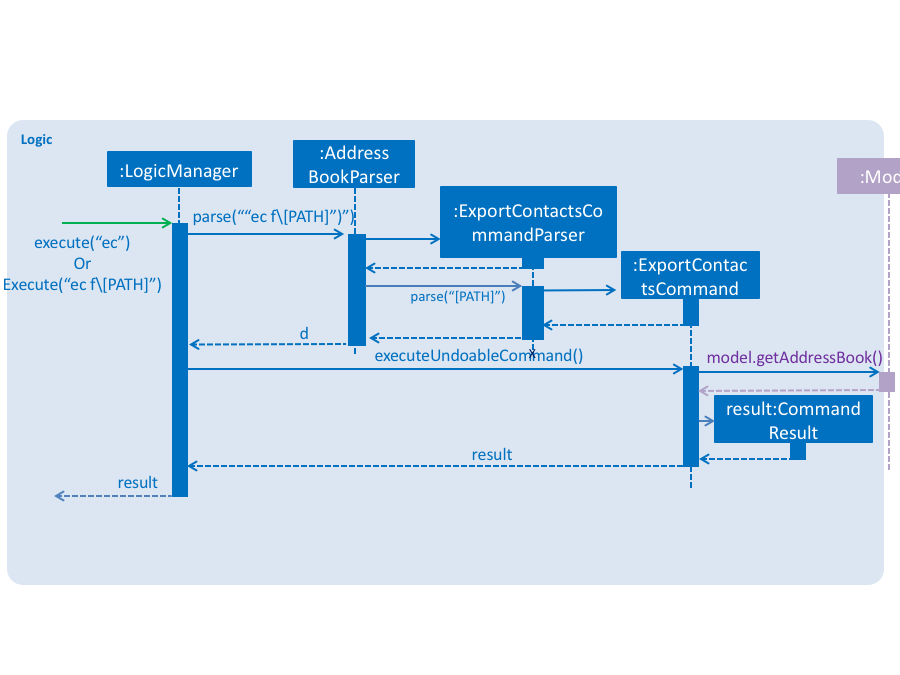 Logic
:LogicManager
:Address
BookParser
:ExportContactsCo
mmandParser
:ExportContac
tsCommand
:Mod
parse(““ec f\[PATH]”)”)
execute(“ec”)
Or
Execute(“ec f\[PATH]”)
parse(“[PATH]”)
d
x
executeUndoableCommand()
model.getAddressBook()
result:Command
Result
result
result